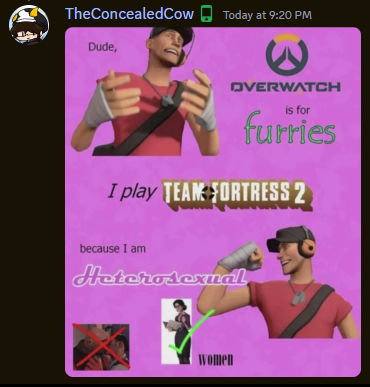 TheConcealedCow Today at 9:20 PM
Dude,
OVERWATCH
is for
furries
I play TEAM FORTRESS 2
because I am
Heterosexual
women